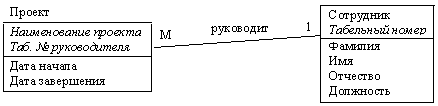 Проект
Наименование проекта
Таб. № руководителя
Дата начала
Дата завершения
М
руководит
1
Сотрудник
Табельный номер
Фамилия
Имя
Отчество
Должность